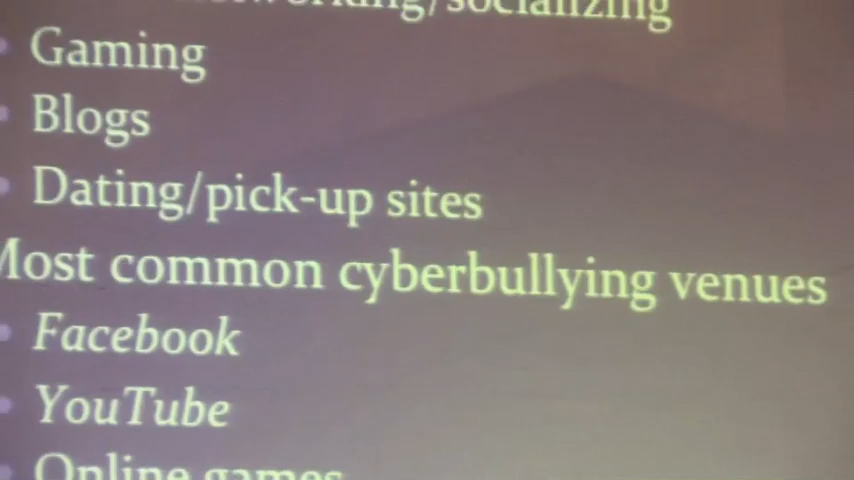 Gaming
Blogs
Dating/pick-up sites
Most common cyberbullying venues
Facebook
YouTube
Online games